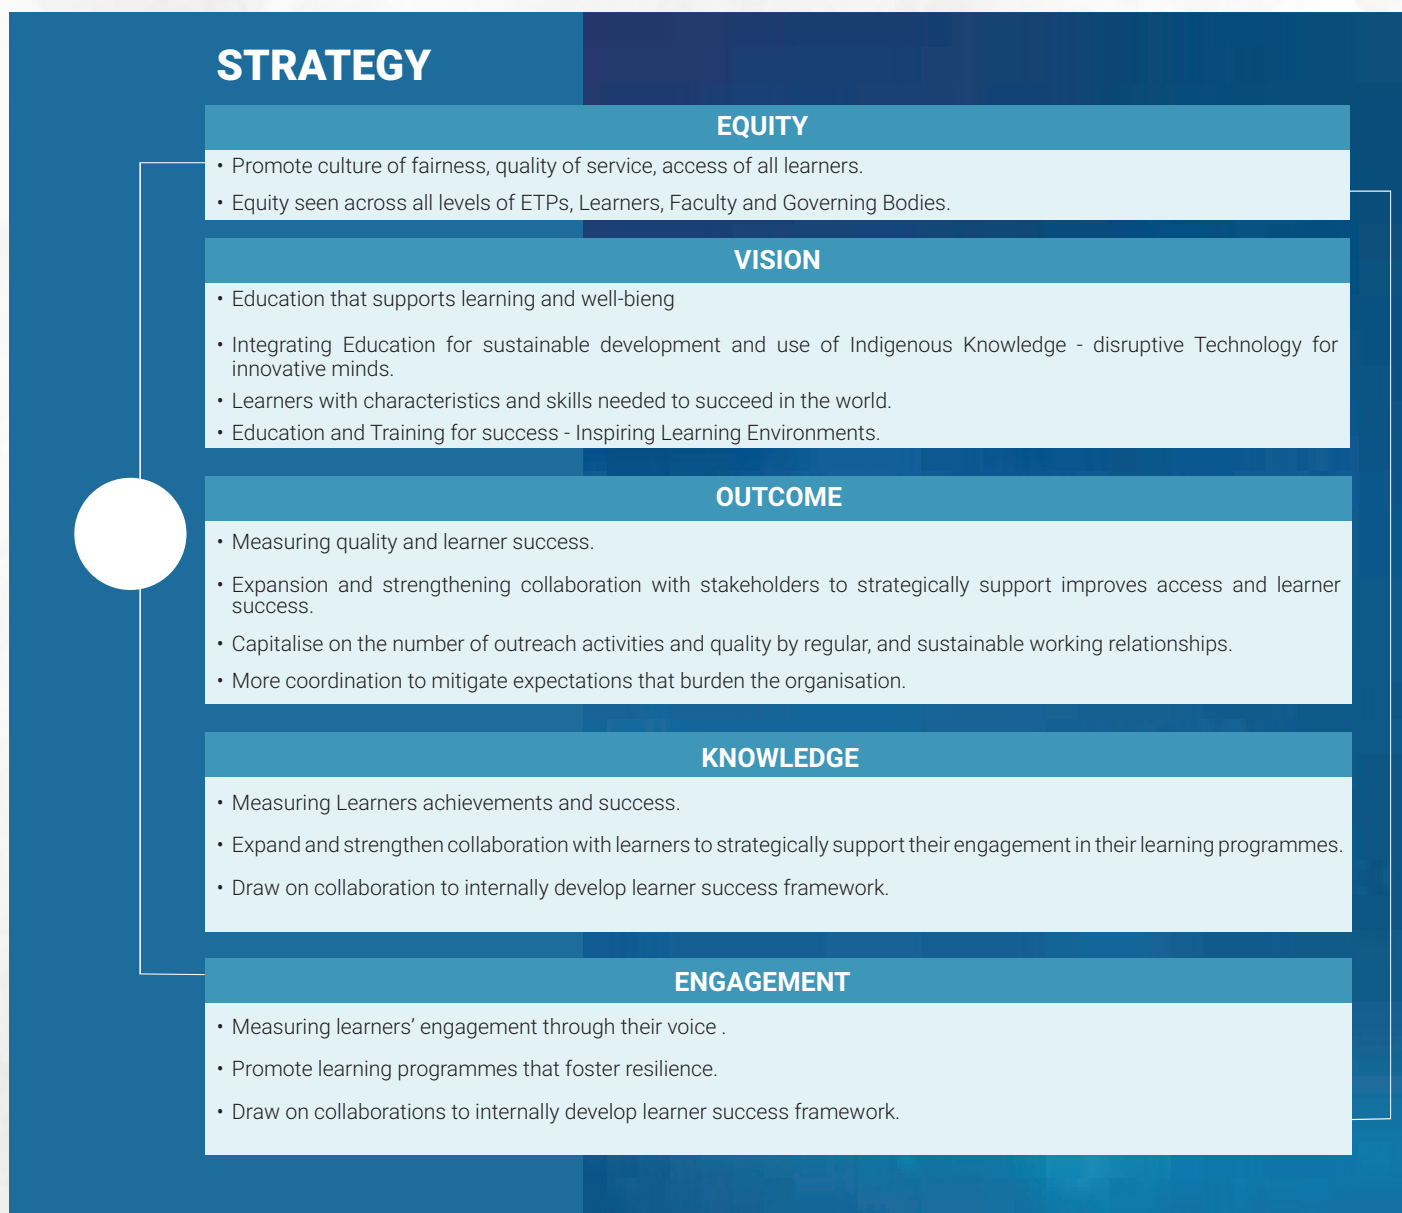 STRATEGY
EQUITY
• Promote culture of fairness, quality of service, access of all learners.
• Equity seen across all levels of ETPs, Learners, Faculty and Governing Bodies.
VISION
• Education that supports learning and well-bieng
• Integrating Education for sustainable development and use of Indigenous Knowledge - disruptive Technology for
innovative minds.
• Learners with characteristics and skills needed to succeed in the world.
• Education and Training for success - Inspiring Learning Environments.
OUTCOME
• Measuring quality and learner success.
• Expansion and strengthening collaboration with stakeholders to strategically support improves access and learner
success.
• Capitalise on the number of outreach activities and quality by regular, and sustainable working relationships.
• More coordination to mitigate expectations that burden the organisation.
KNOWLEDGE
• Measuring Learners achievements and success.
• Expand and strengthen collaboration with learners to strategically support their engagement in their learning programmes.
• Draw on collaboration to internally develop learner success framework.
ENGAGEMENT
• Measuring learners’ engagement through their voice .
• Promote learning programmes that foster resilience.
• Draw on collaborations to internally develop learner success framework.